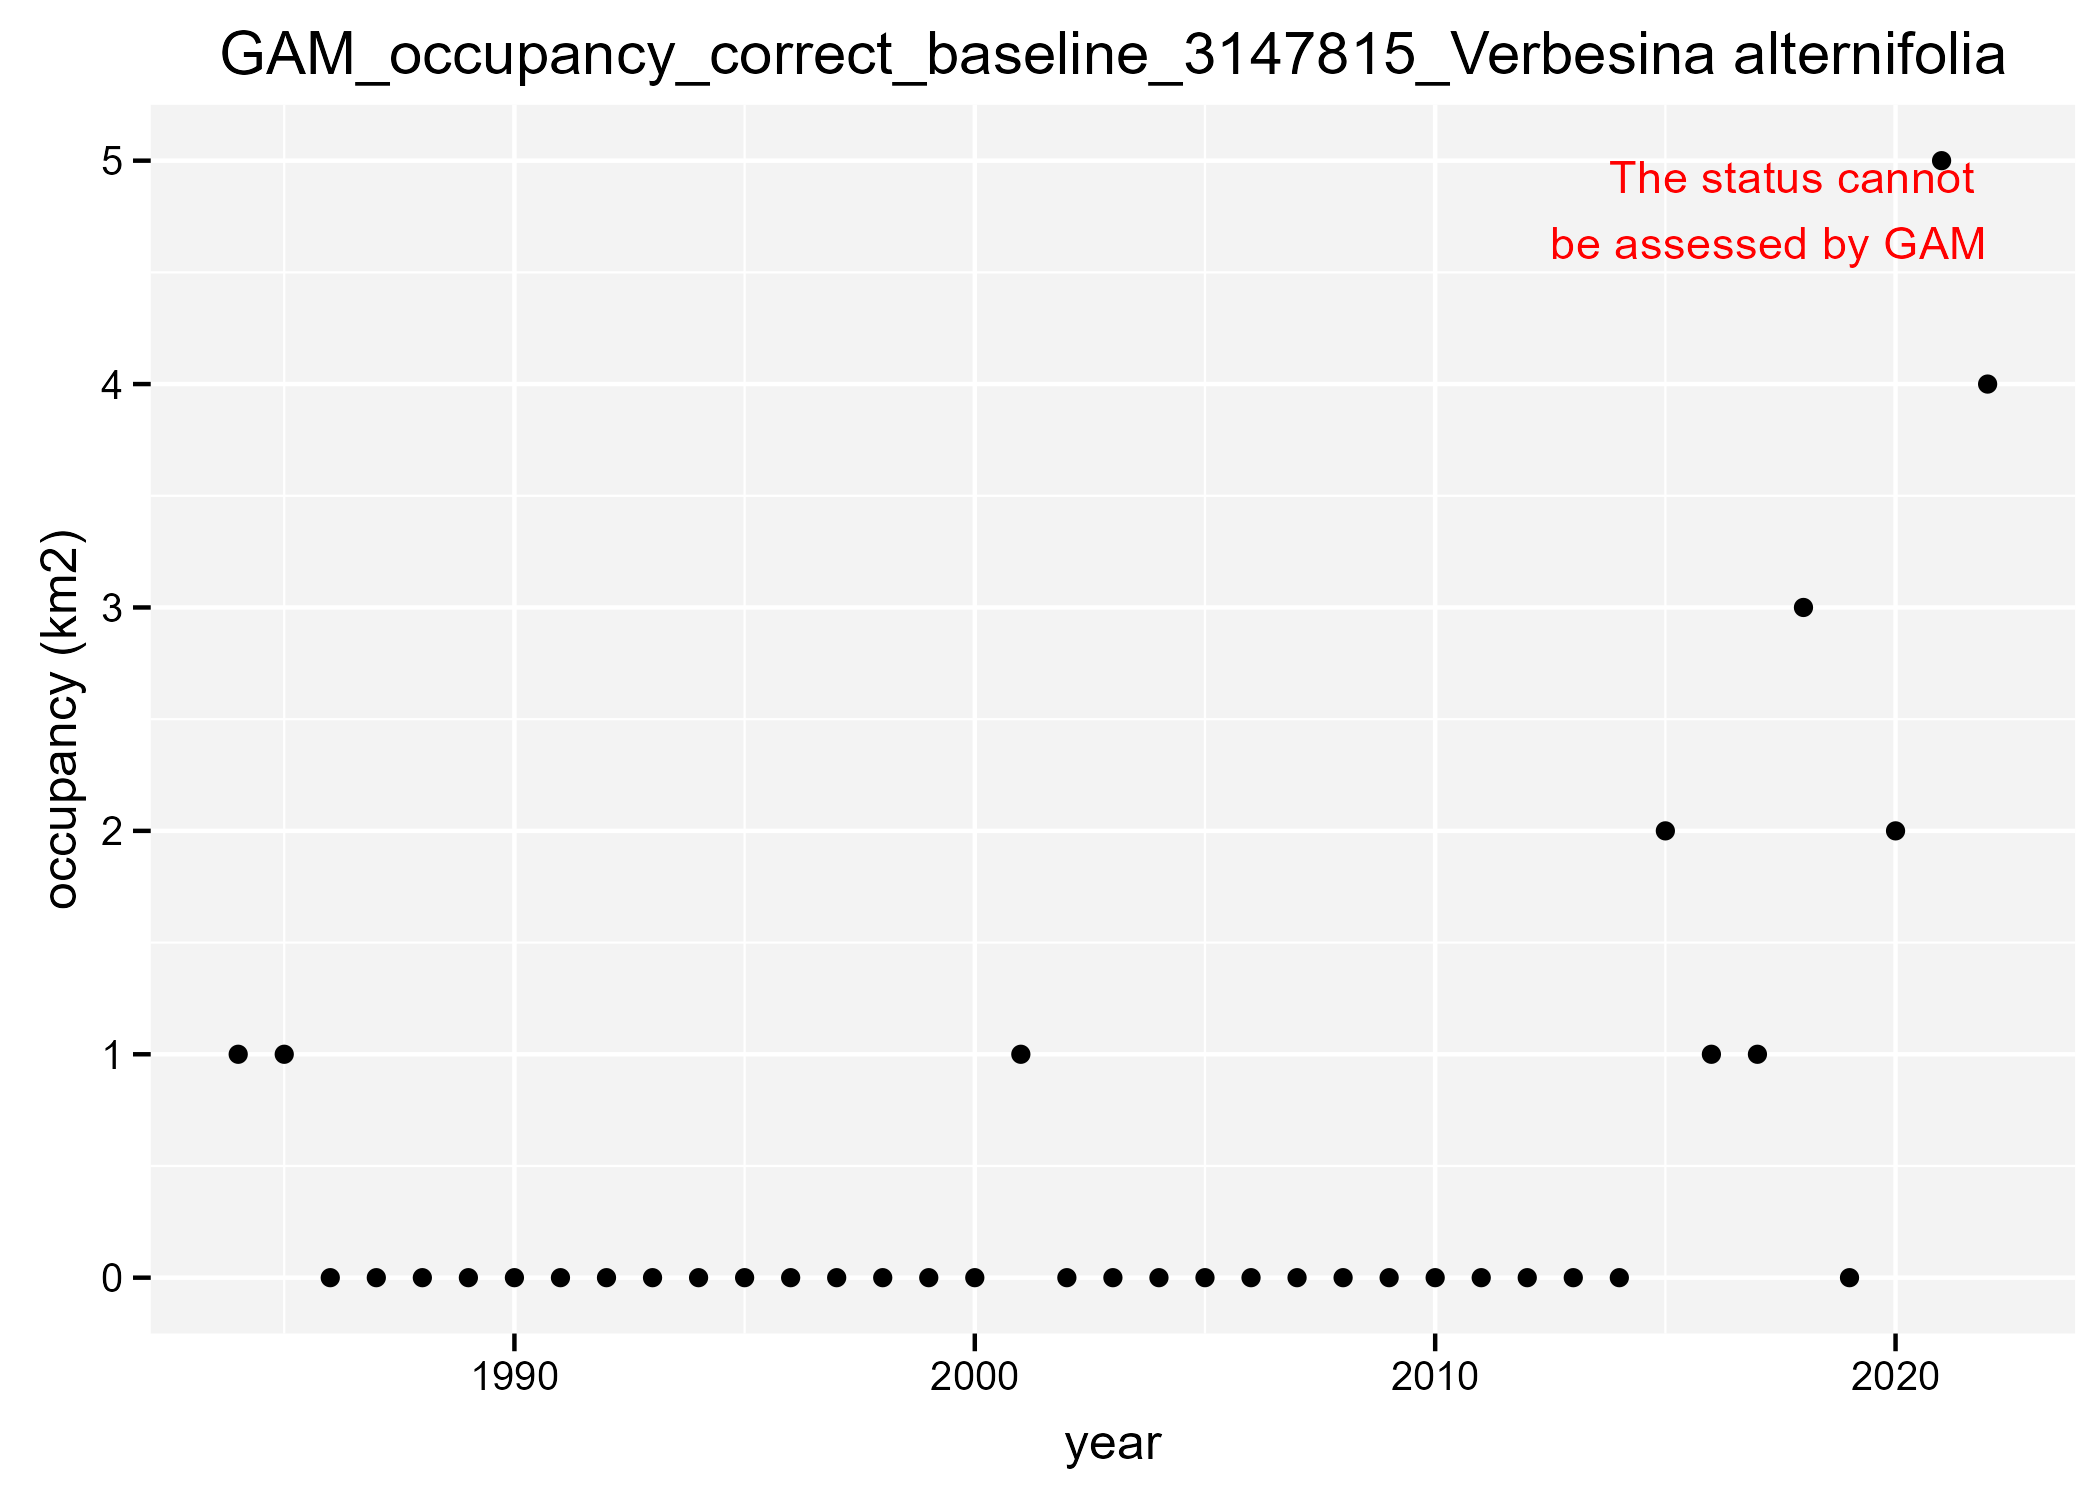 GAM_occupancy_correct_baseline_3147815_Verbesina alternifolia
The status cannot
be assessed by GAM
occupancy (km2)
5
4
3
2
1
0
1990 2000 2010 2020
year